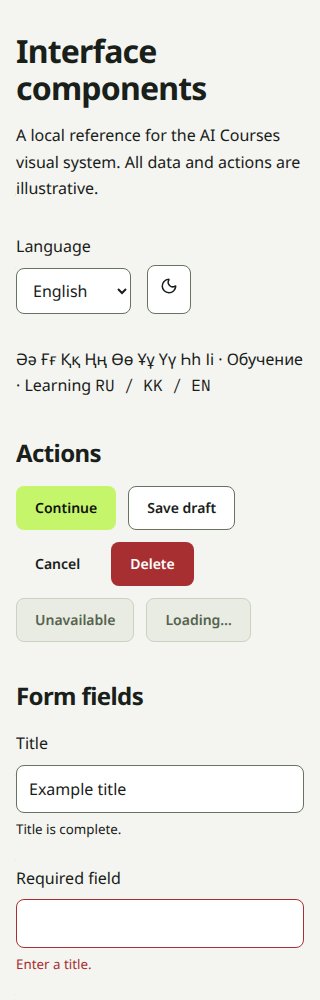 Interface
components
A local reference for the AI Courses
visual system. All data and actions are
illustrative.
Language
English
Әә Ғғ Ққ Ңң Өө Ұұ Үү Һһ Іі · Обучение
· Learning RU / KK / EN
Actions
Continue Save draft
Cancel Delete
Unavailable Loading...
Form fields
Title
Example title
Title is complete.
Required field
Enter a title.